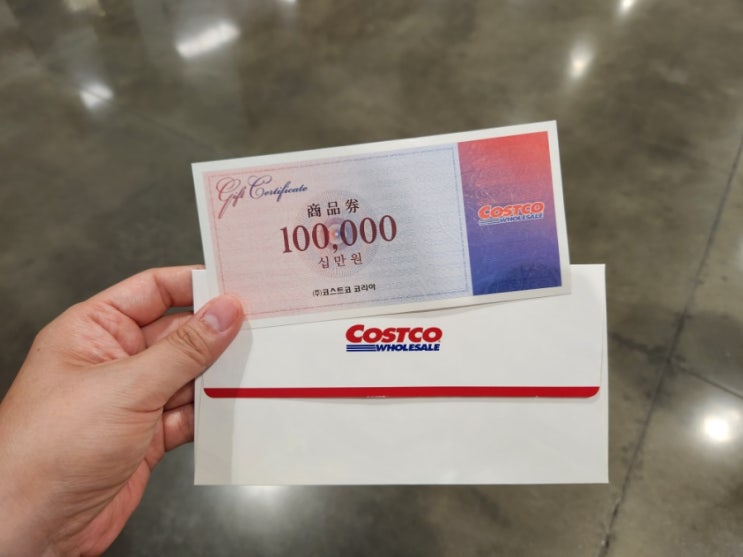 Gift Certificate
商品券
100,000
십만원
(주)코스트코 코리아
COSTCO
WHOLESALE
COSTCO
WHOLESALE